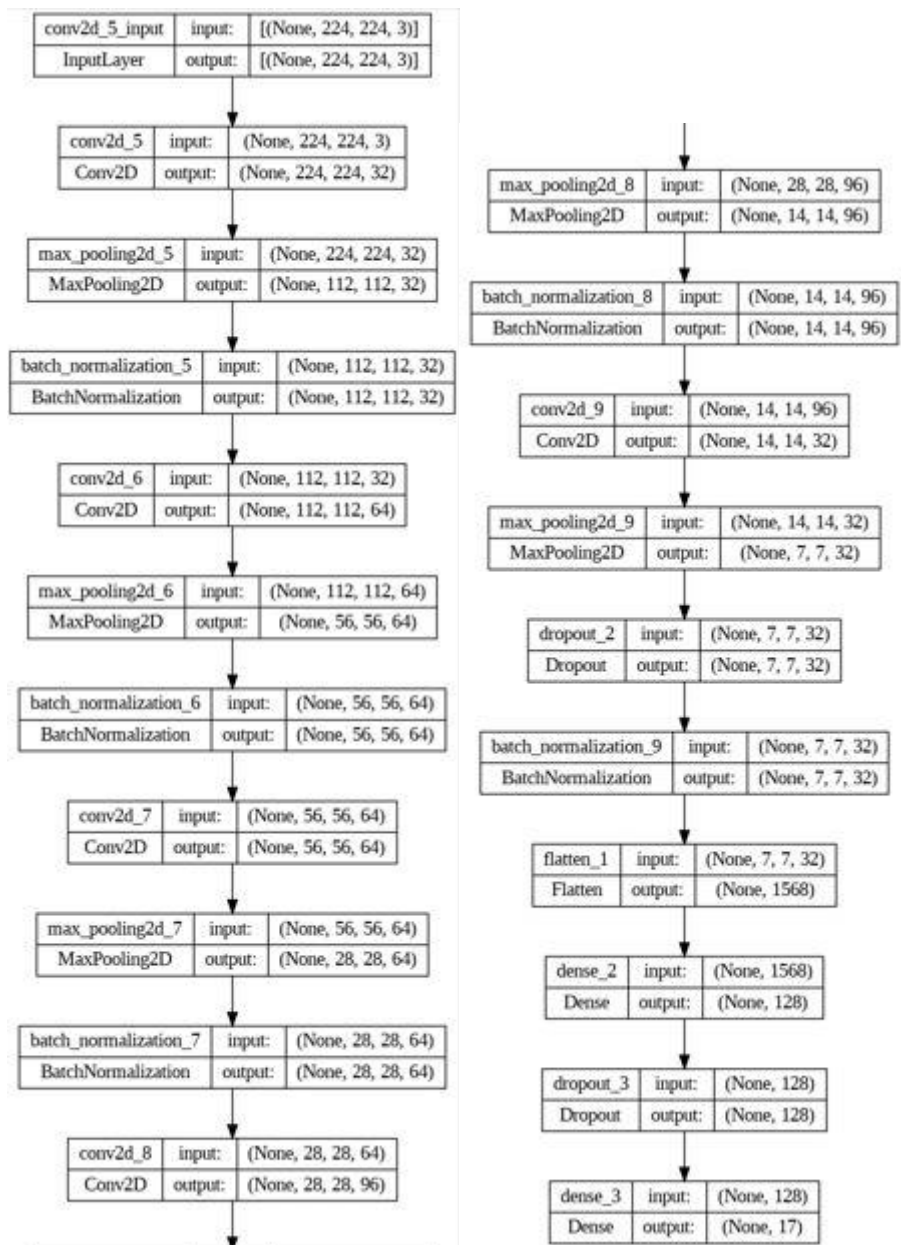 conv2d_5_input input: [(None, 224, 224, 3)]
InputLayer output: [(None, 224, 224, 3)]
conv2d_5 input: (None, 224, 224, 3)
Conv2D output: (None, 224, 224, 32)
max_pooling2d_5 input: (None, 224, 224, 32)
MaxPooling2D output: (None, 112, 112, 32)
batch_normalization_5 input: (None, 112, 112, 32)
BatchNormalization output: (None, 112, 112, 32)
conv2d_6 input: (None, 112, 112, 32)
Conv2D output: (None, 112, 112, 64)
max_pooling2d_6 input: (None, 112, 112, 64)
MaxPooling2D output: (None, 56, 56, 64)
batch_normalization_6 input: (None, 56, 56, 64)
BatchNormalization output: (None, 56, 56, 64)
conv2d_7 input: (None, 56, 56, 64)
Conv2D output: (None, 56, 56, 64)
max_pooling2d_7 input: (None, 56, 56, 64)
MaxPooling2D output: (None, 28, 28, 64)
batch_normalization_7 input: (None, 28, 28, 64)
BatchNormalization output: (None, 28, 28, 64)
conv2d_8 input: (None, 28, 28, 64)
Conv2D output: (None, 28, 28, 96)
max_pooling2d_8 input: (None, 28, 28, 96)
MaxPooling2D output: (None, 14, 14, 96)
batch_normalization_8 input: (None, 14, 14, 96)
BatchNormalization output: (None, 14, 14, 96)
conv2d_9 input: (None, 14, 14, 96)
Conv2D output: (None, 14, 14, 32)
max_pooling2d_9 input: (None, 14, 14, 32)
MaxPooling2D output: (None, 7, 7, 32)
dropout_2 input: (None, 7, 7, 32)
Dropout output: (None, 7, 7, 32)
batch_normalization_9 input: (None, 7, 7, 32)
BatchNormalization output: (None, 7, 7, 32)
flatten_1 input: (None, 7, 7, 32)
Flatten output: (None, 1568)
dense_2 input: (None, 1568)
Dense output: (None, 128)
dropout_3 input: (None, 128)
Dropout output: (None, 128)
dense_3 input: (None, 128)
Dense output: (None, 17)